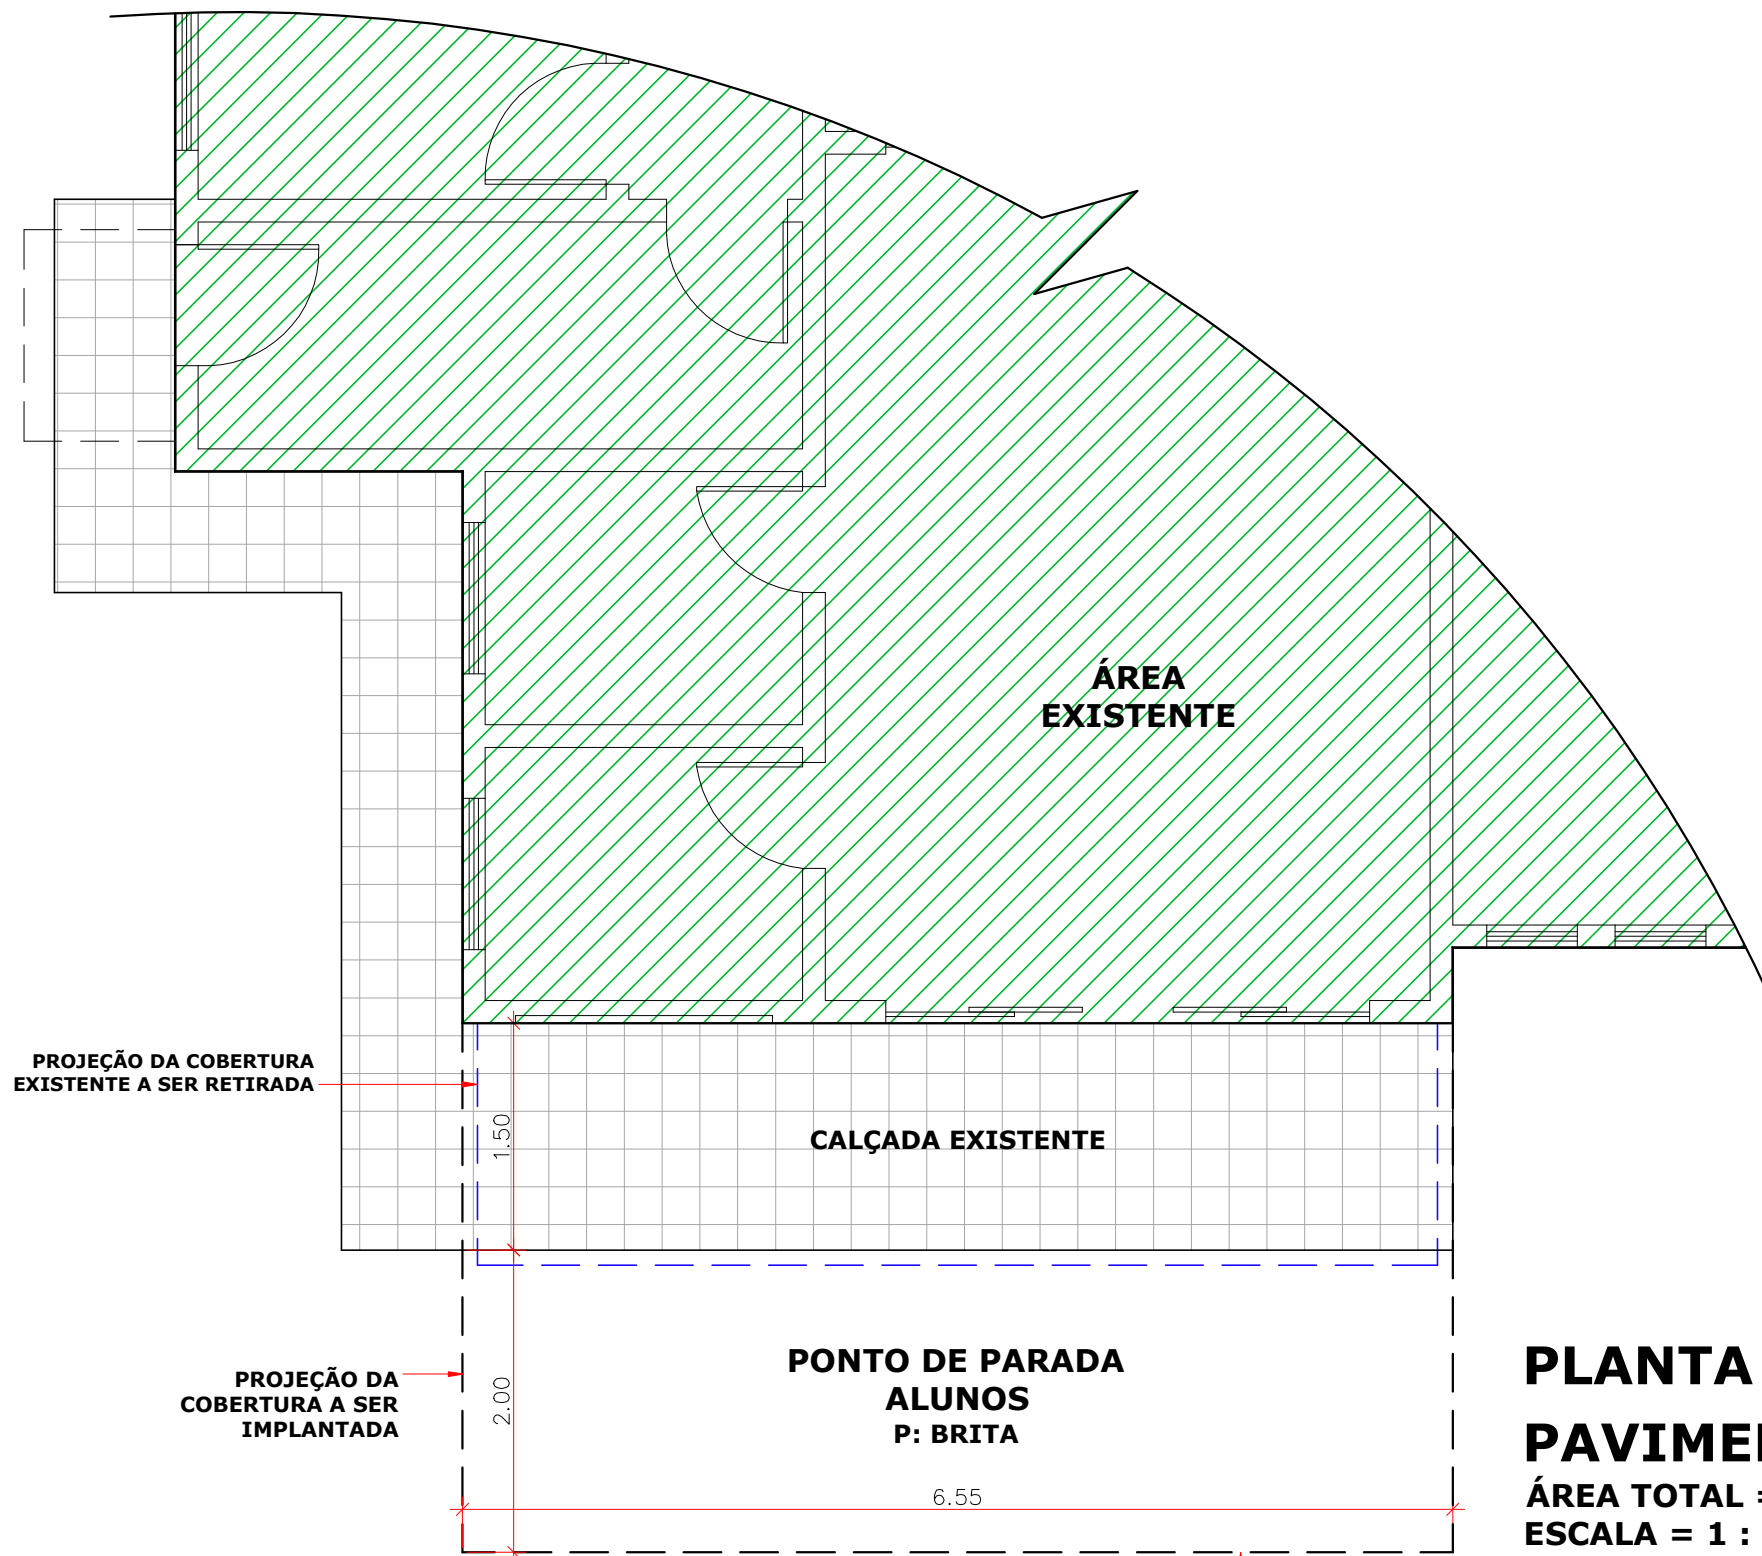 ÁREA
EXISTENTE
PROJEÇÃO DA COBERTURA
EXISTENTE A SER RETIRADA
1.50
CALÇADA EXISTENTE
PONTO DE PARADA
ALUNOS
P: BRITA
PROJEÇÃO DA
COBERTURA A SER
IMPLANTADA
2.00
6.55
PLANTA
ÁREA TOTAL =
ESCALA = 1 :